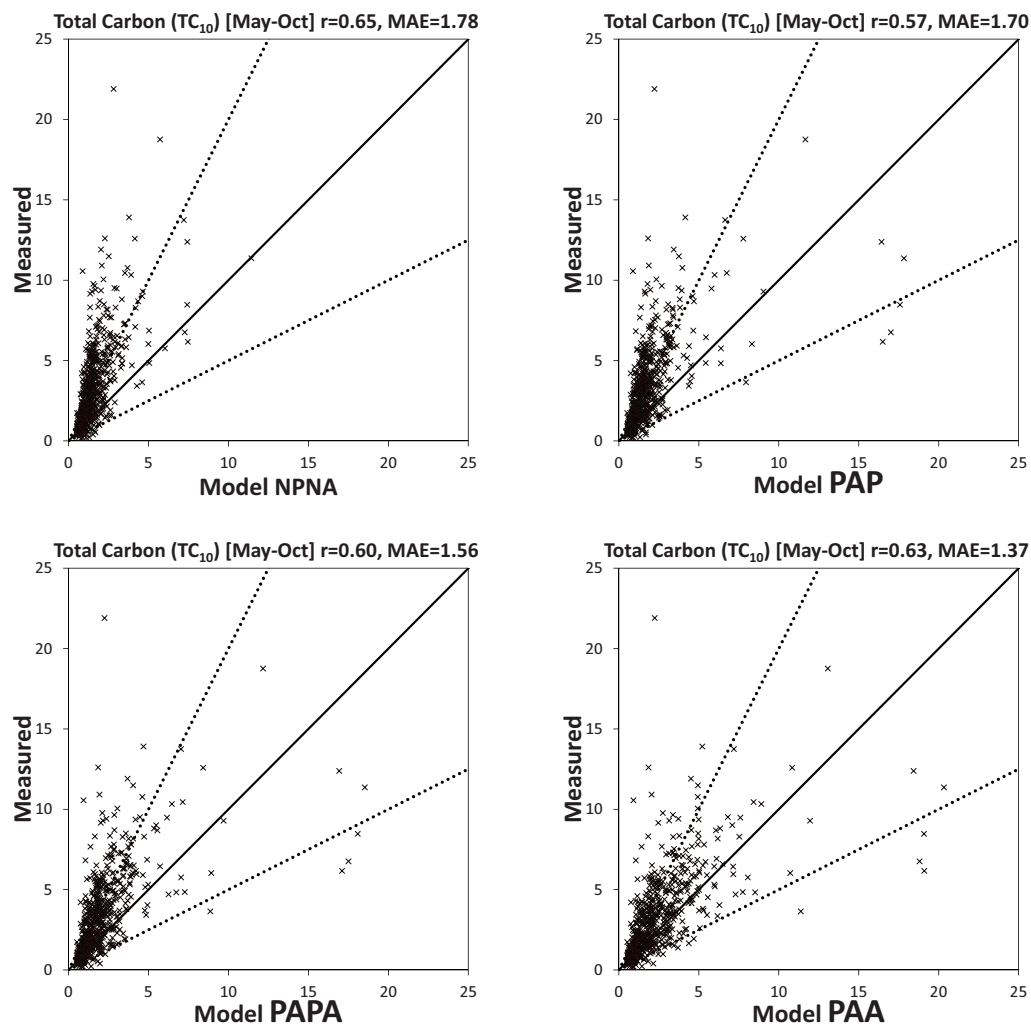 Total Carbon (TC10) [May-Oct] r=0.65, MAE=1.78
25
20
15
10
5
0
Measured
0 5 10 15 20 25
Model NPNA
Total Carbon (TC10) [May-Oct] r=0.57, MAE=1.70
25
20
15
10
5
0
Measured
0 5 10 15 20 25
Model PAP
Total Carbon (TC10) [May-Oct] r=0.60, MAE=1.56
25
20
15
10
5
0
Measured
0 5 10 15 20 25
Model PAPA
Total Carbon (TC10) [May-Oct] r=0.63, MAE=1.37
25
20
15
10
5
0
Measured
0 5 10 15 20 25
Model PAA